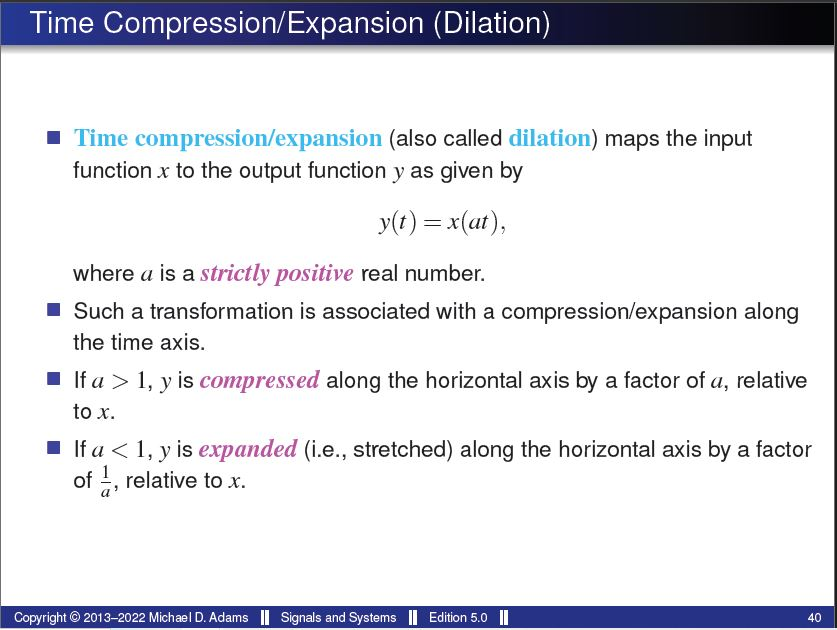 Time Compression/Expansion (Dilation)
Time compression/expansion (also called dilation) maps the input
function x to the output function y as given by
y(t) = x(at),
where a is a strictly positive real number.
Such a transformation is associated with a compression/expansion along
the time axis.
If a > 1, y is compressed along the horizontal axis by a factor of a, relative
to x.
If a < 1, y is expanded (i.e., stretched) along the horizontal axis by a factor
of 1/a, relative to x.
Copyright © 2013–2022 Michael D. Adams Signals and Systems Edition 5.0 40